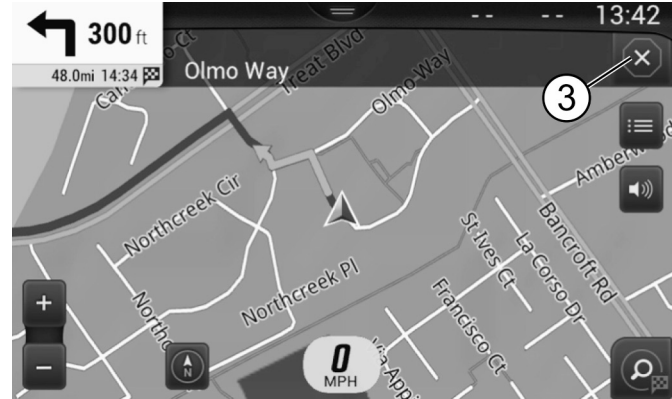 -- -- 13:42
300 ft
48.0mi 14:34
Olmo Way
3
Treat Blvd
Olmo Way
Northcreek Cir
Northcreek Pl
St Ives Ct
La Corso Dr
Bancroft Rd
Francisco Ct
+
-
N
0
MPH